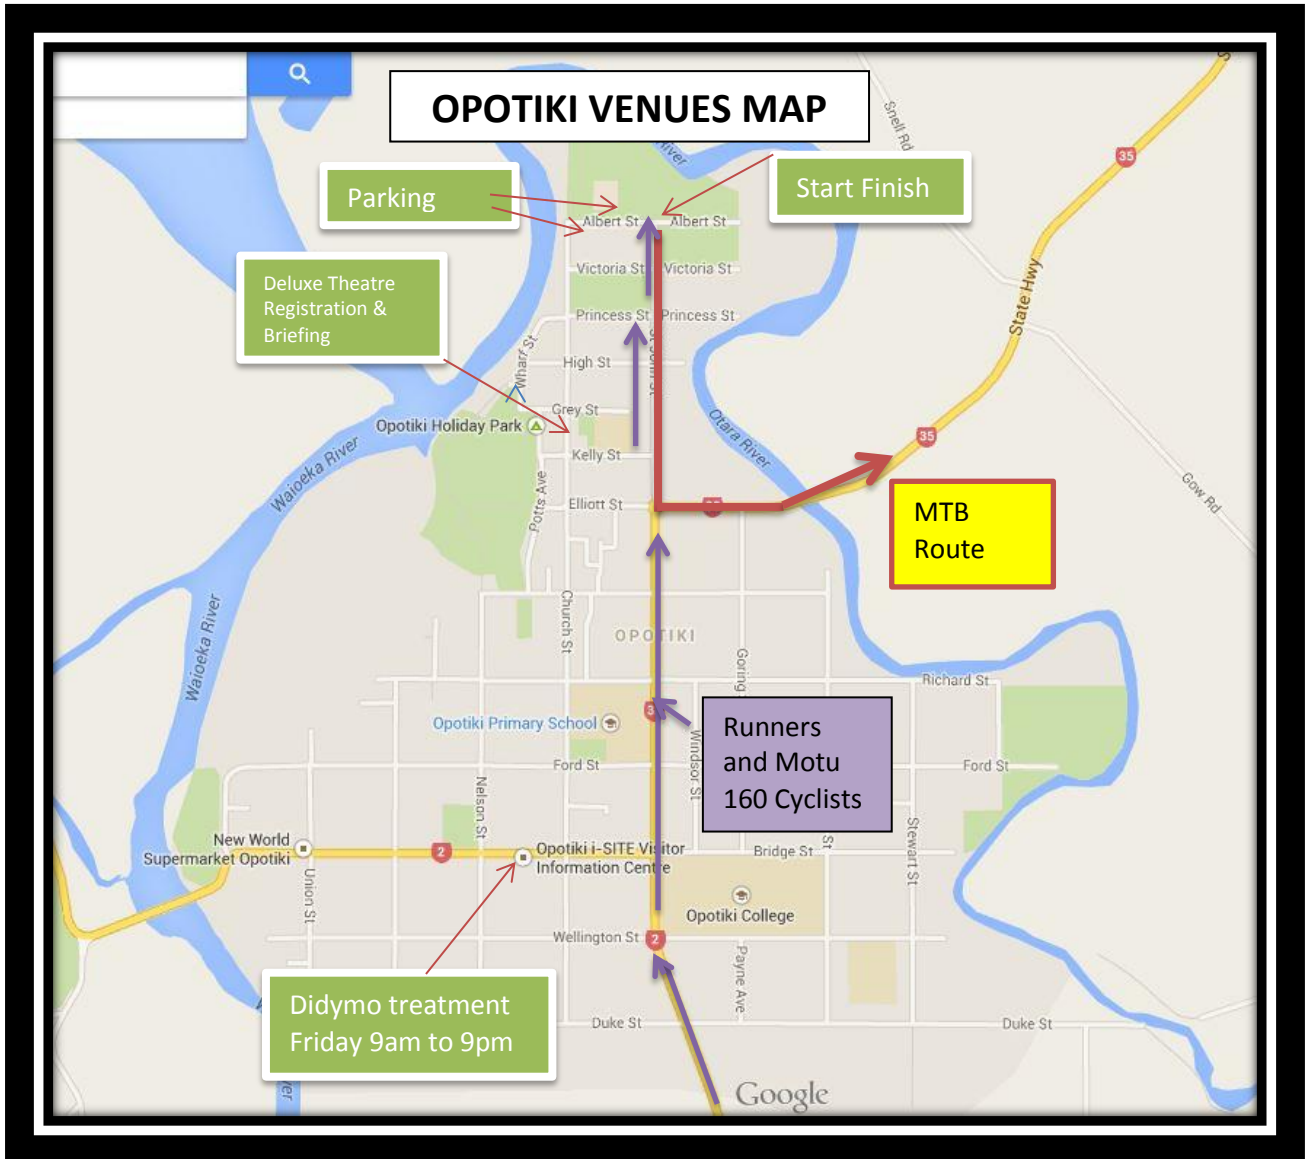 OPOTIKI VENUES MAP
River
Snell Rd
35
Parking
Start Finish
Albert St
Albert St
Deluxe Theatre
Registration &
Briefing
Victoria St
Victoria St
State Hwy
Princess St
Princess St
St John St
Wharf St
High St
Grey St
Opotiki Holiday Park
Otara River
35
Waioeka River
Kelly St
Gow Rd
Potts Ave
Elliott St
MTB
Route
Church St
OPOTIKI
Waioeka River
Goring
Richard St
Opotiki Primary School
Runners
and Motu
160 Cyclists
Windsor St
Ford St
Ford St
Nelson St
Stewart St
St
New World
Supermarket Opotiki
2
Opotiki i-SITE Visitor
Information Centre
Bridge St
Union St
Opotiki College
Wellington St
2
Payne Ave
Didymo treatment
Friday 9am to 9pm
Duke St
Duke St
Google